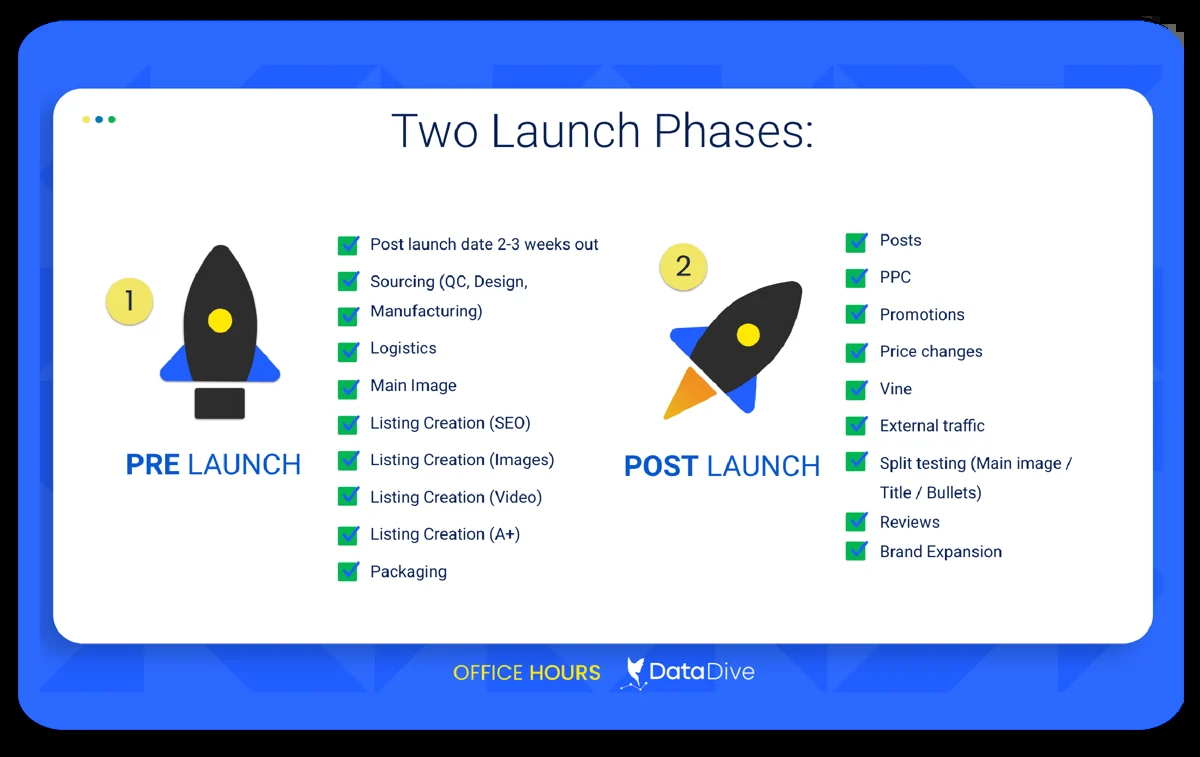 Two Launch Phases:
1
PRE LAUNCH
Post launch date 2-3 weeks out
Sourcing (QC, Design,
Manufacturing)
Logistics
Main Image
Listing Creation (SEO)
Listing Creation (Images)
Listing Creation (Video)
Listing Creation (A+)
Packaging
2
POST LAUNCH
Posts
PPC
Promotions
Price changes
Vine
External traffic
Split testing (Main image /
Title / Bullets)
Reviews
Brand Expansion
OFFICE HOURS
DataDive